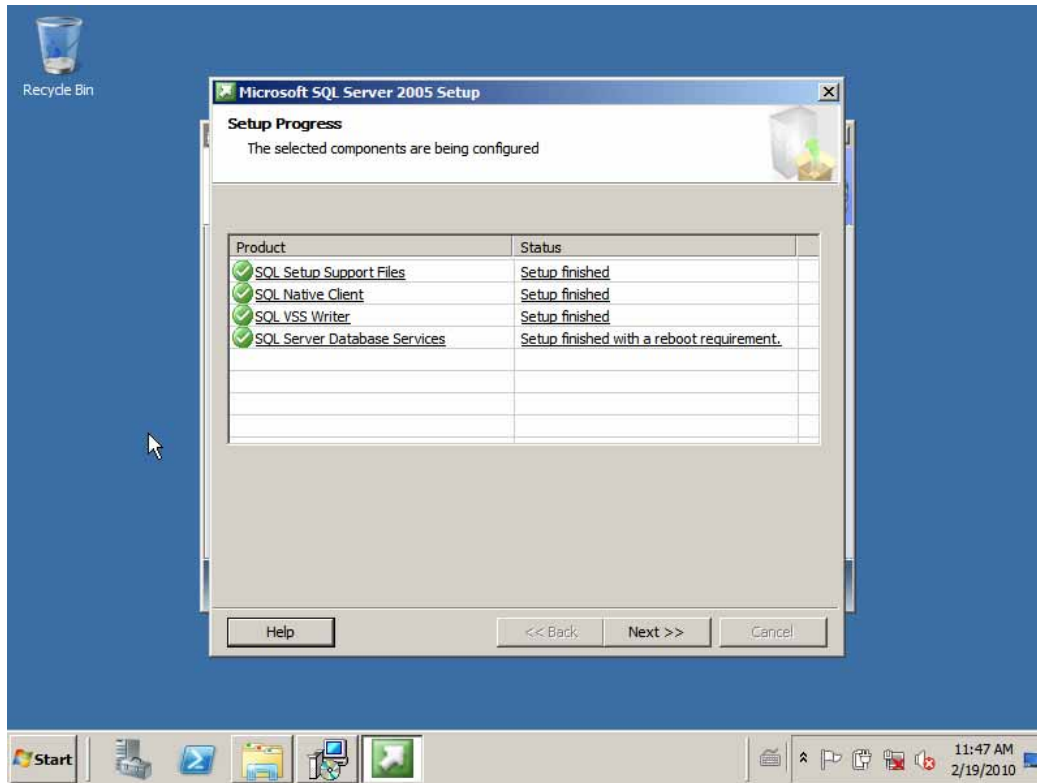 Recycle Bin
Microsoft SQL Server 2005 Setup
Setup Progress
The selected components are being configured
Product Status
SQL Setup Support Files Setup finished
SQL Native Client Setup finished
SQL VSS Writer Setup finished
SQL Server Database Services Setup finished with a reboot requirement.
Help << Back Next >> Cancel
Start 11:47 AM
2/19/2010